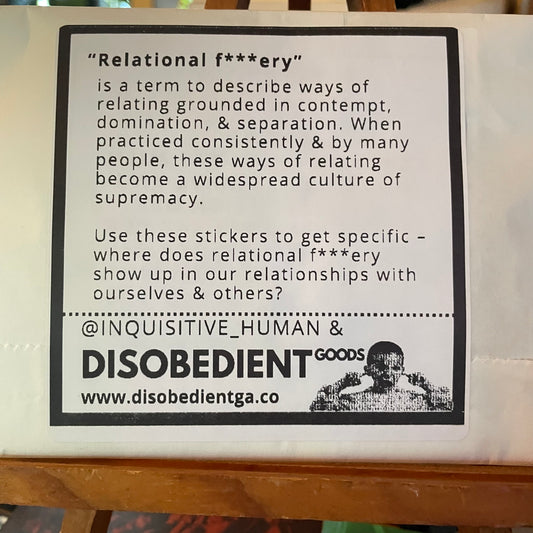 “Relational f***ery”
is a term to describe ways of
relating grounded in contempt,
domination, & separation. When
practiced consistently & by many
people, these ways of relating
become a widespread culture of
supremacy.
Use these stickers to get specific –
where does relational f***ery
show up in our relationships with
ourselves & others?
@INQUISITIVE_HUMAN &
DISOBEDIENT GOODS
www.disobedientga.co